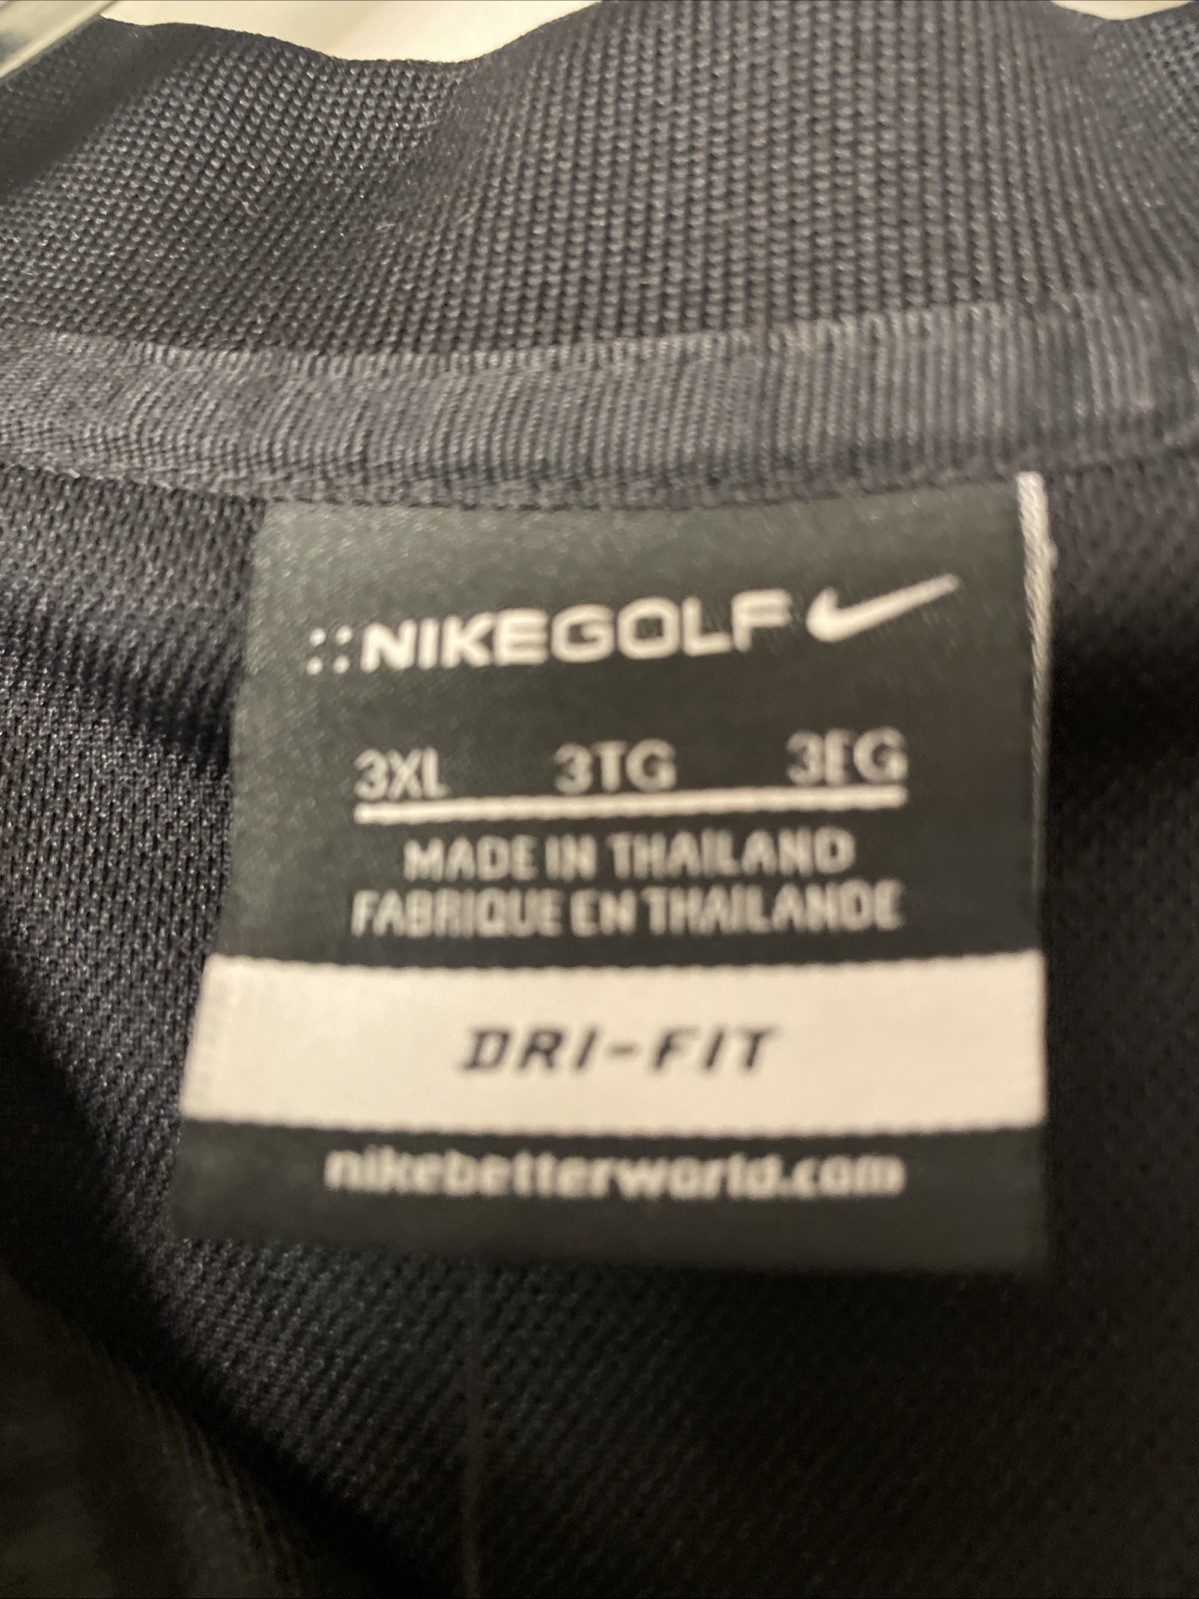 ::NIKEGOLF
3XL 3TG 3EG
MADE IN THAILAND
FABRIQUE EN THAILANDE
DRI-FIT
nikebetterworld.com